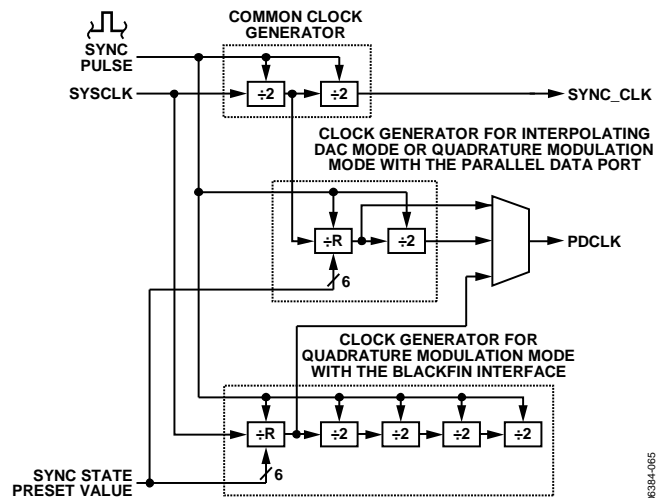 COMMON CLOCK
GENERATOR
SYNC
PULSE
SYSCLK
÷2
÷2
SYNC_CLK
CLOCK GENERATOR FOR INTERPOLATING
DAC MODE OR QUADRATURE MODULATION
MODE WITH THE PARALLEL DATA PORT
÷R
÷2
PDCLK
6
CLOCK GENERATOR FOR
QUADRATURE MODULATION MODE
WITH THE BLACKFIN INTERFACE
÷R
÷2
÷2
÷2
÷2
6
SYNC STATE
PRESET VALUE
06384-065